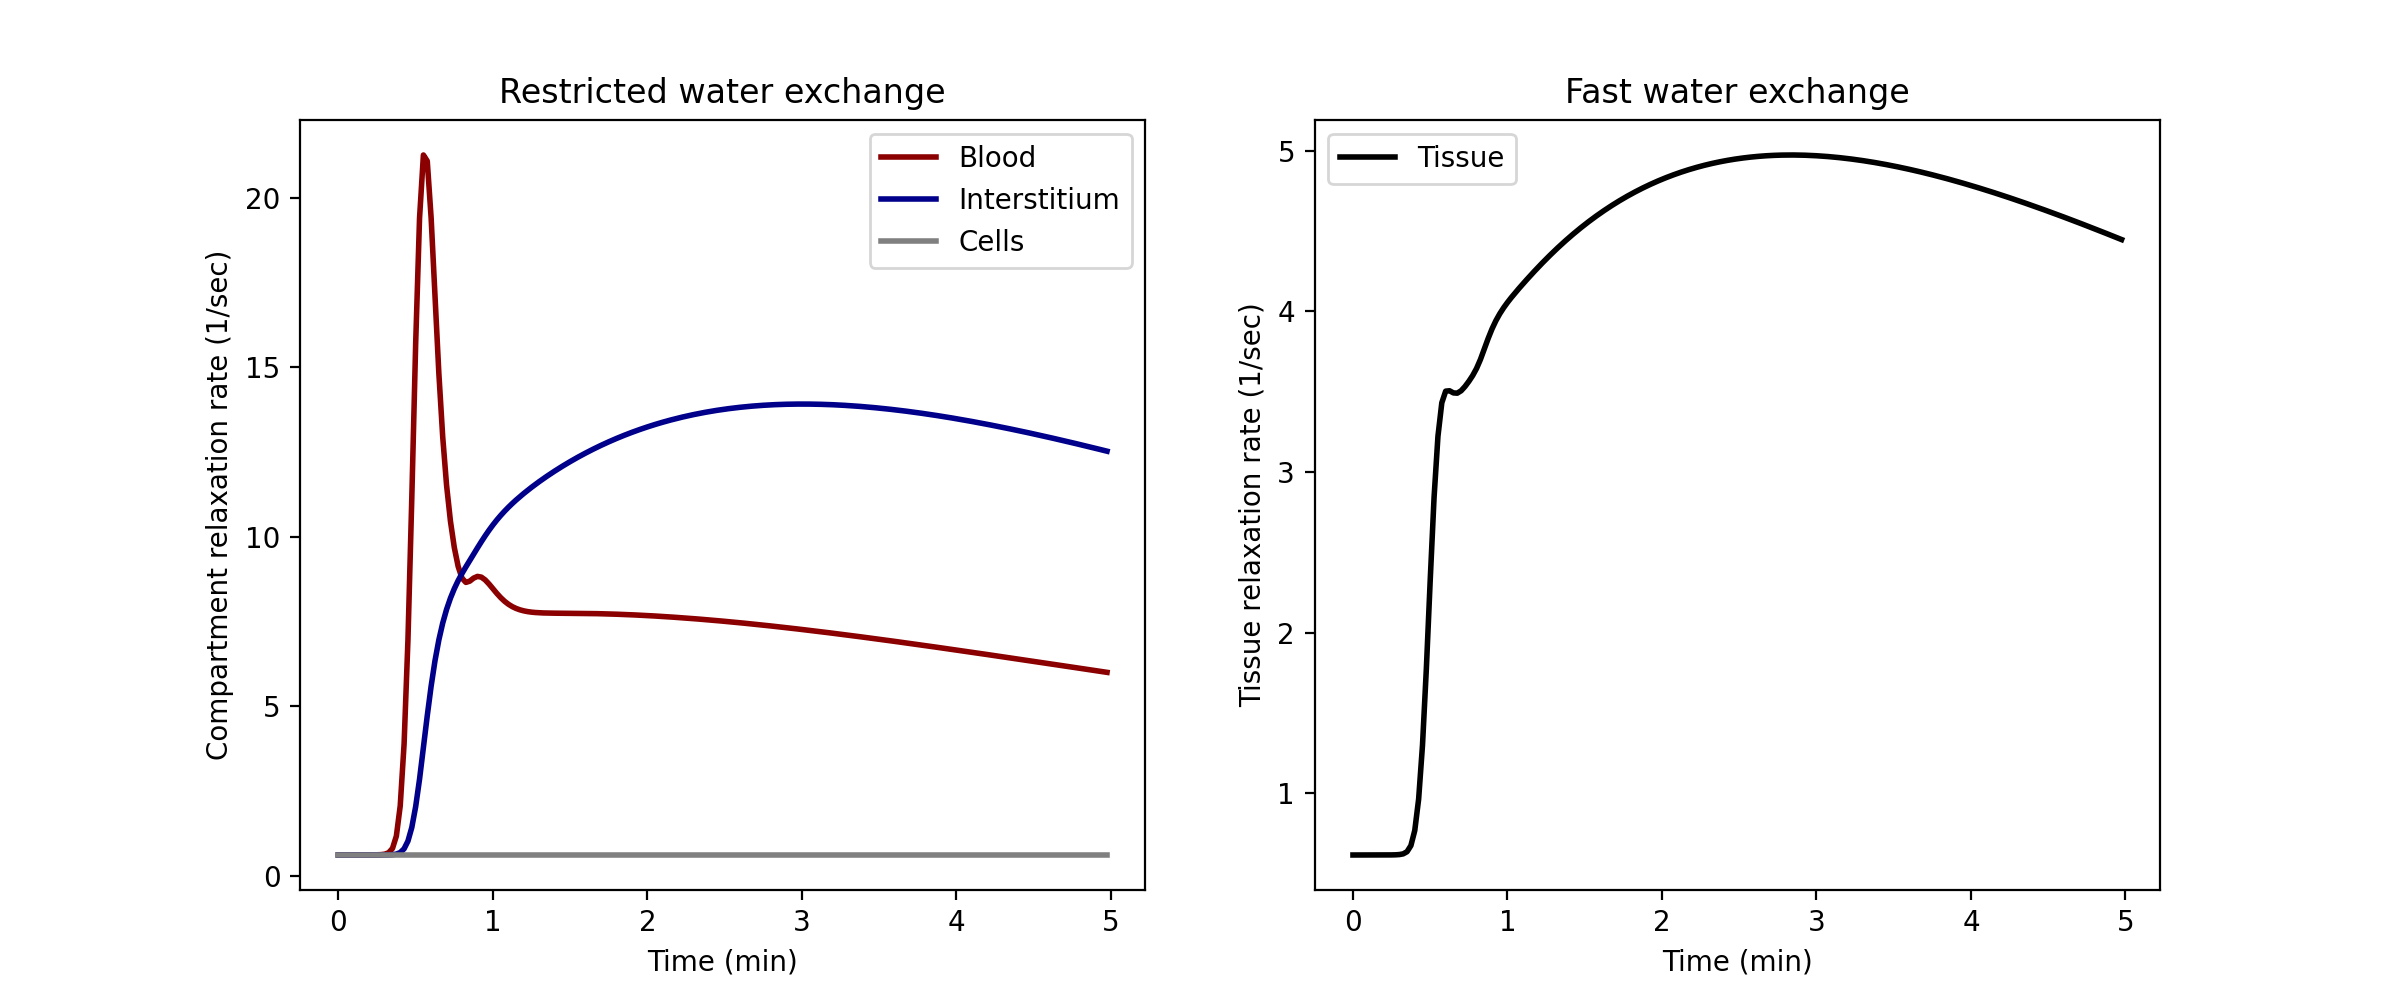 Restricted water exchange
Compartment relaxation rate (1/sec)
20
15
10
5
0
Blood
Interstitium
Cells
0 1 2 3 4 5
Time (min)
Fast water exchange
Tissue relaxation rate (1/sec)
5
4
3
2
1
Tissue
0 1 2 3 4 5
Time (min)